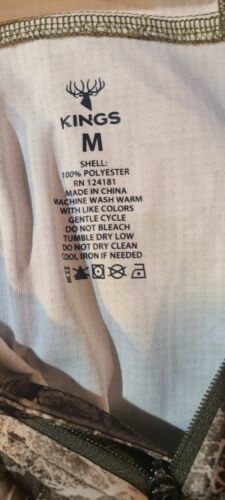 KINGS
M
SHELL:
100% POLYESTER
RN 124181
MADE IN CHINA
MACHINE WASH WARM
WITH LIKE COLORS
GENTLE CYCLE
DO NOT BLEACH
TUMBLE DRY LOW
DO NOT DRY CLEAN
COOL IRON IF NEEDED